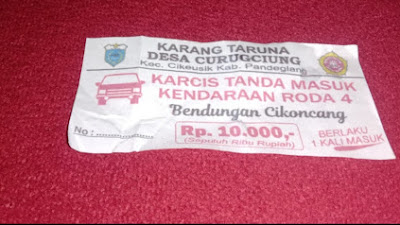 KARANG TARUNA
DESA CURUGCIUNG
Kec. Cikeusik Kab. Pandeglang
KARCIS TANDA MASUK
KENDARAAN RODA 4
Bendungan Cikoncang
No : ..................
Rp. 10.000,-
(Sepuluh Ribu Rupiah)
BERLAKU
1 KALI MASUK